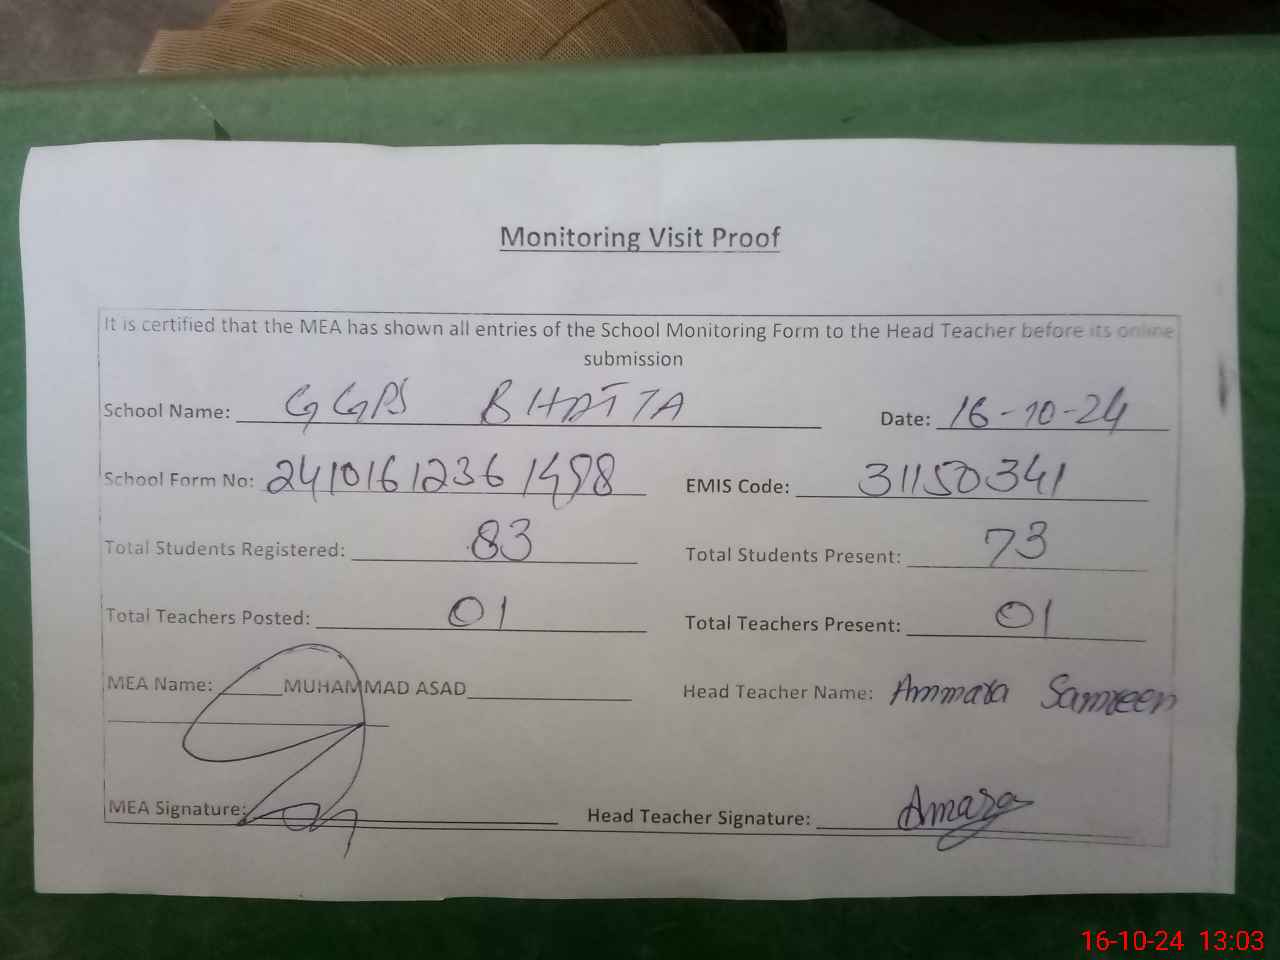 Monitoring Visit Proof
It is certified that the MEA has shown all entries of the School Monitoring Form to the Head Teacher before its online
submission
School Name: GGPS BHATTA Date: 16-10-24
School Form No: 24101612361498 EMIS Code: 31150341
Total Students Registered: 83 Total Students Present: 73
Total Teachers Posted: 01 Total Teachers Present: 01
MEA Name: MUHAMMAD ASAD Head Teacher Name: Ammara Samreen
MEA Signature: Head Teacher Signature: Amara
16-10-24 13:03